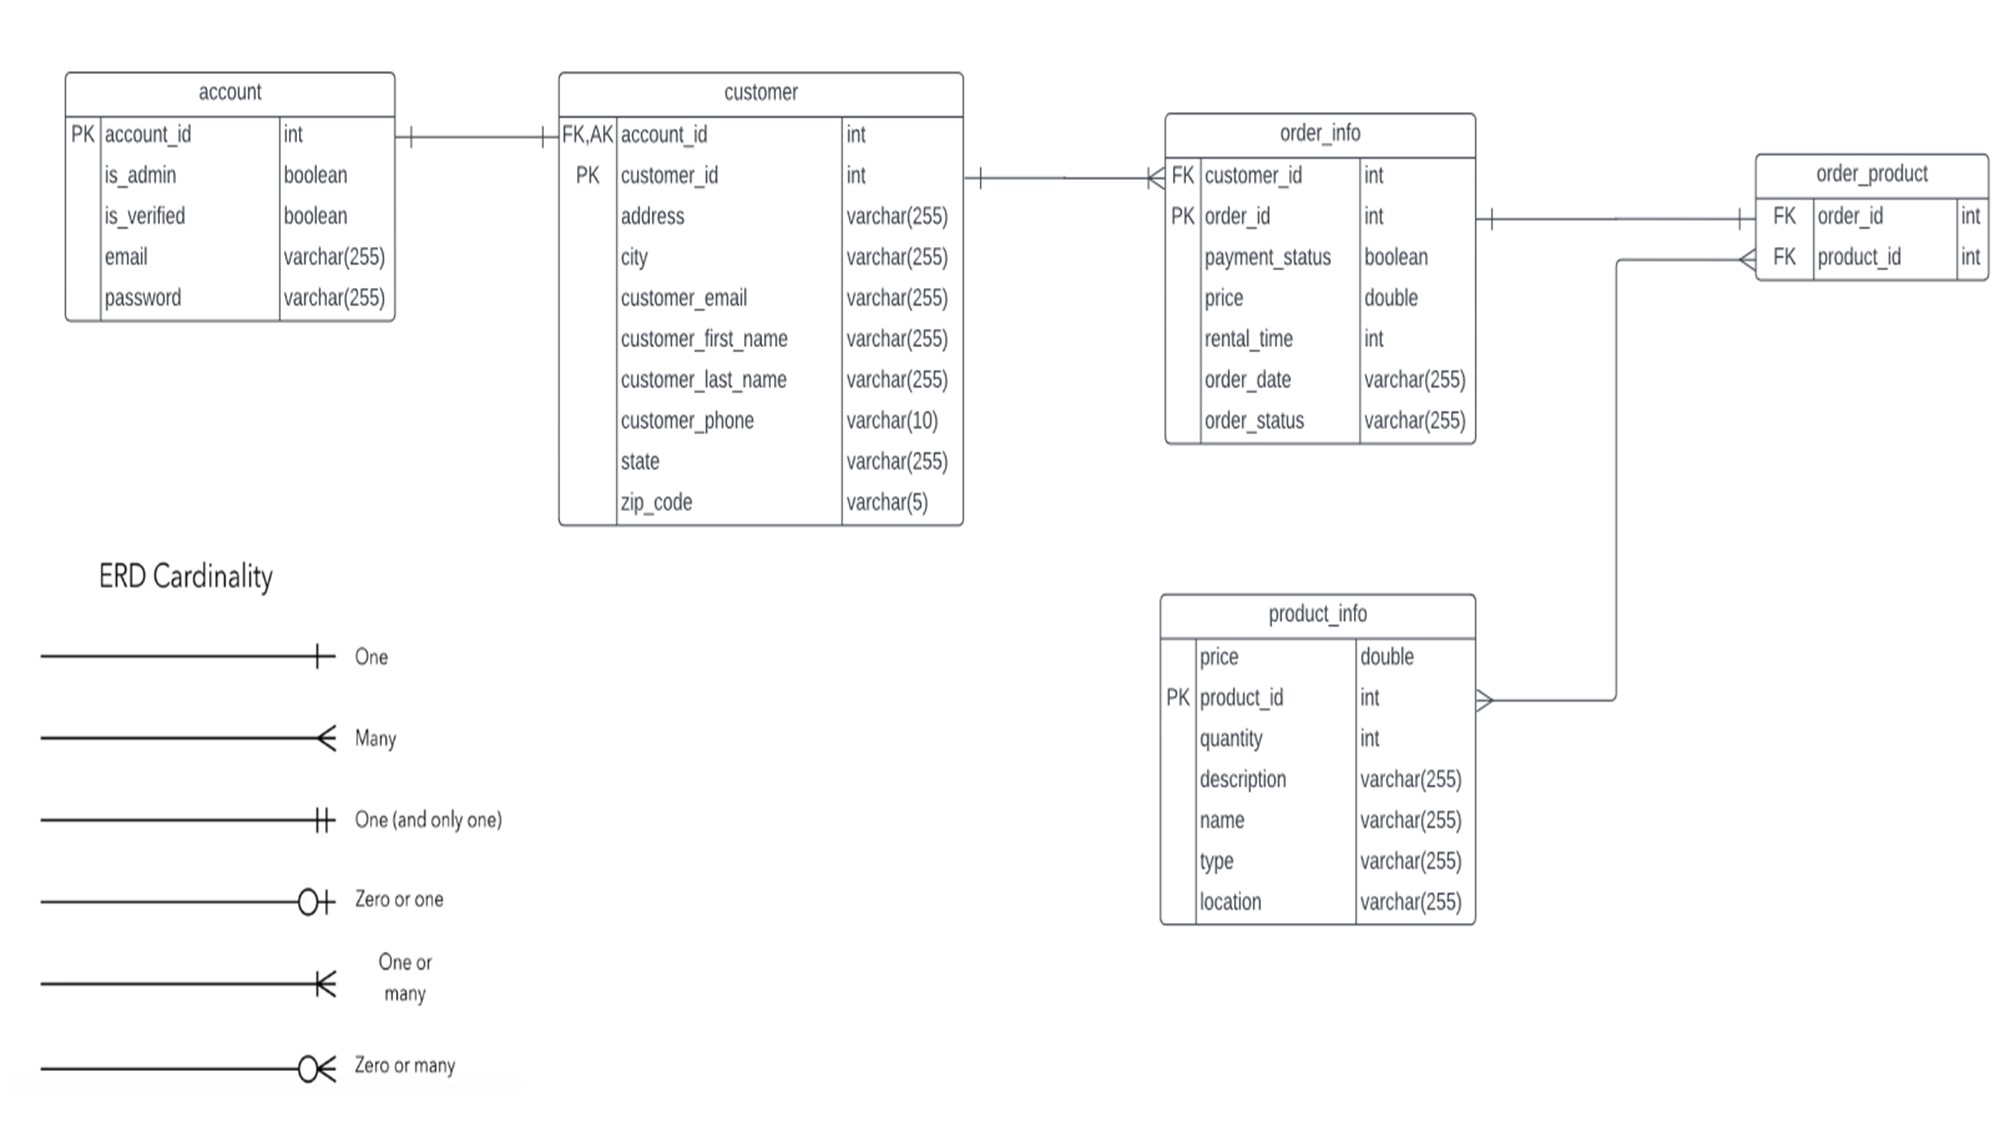 account
PK account_id int
is_admin boolean
is_verified boolean
email varchar(255)
password varchar(255)
customer
FK,AK account_id int
PK customer_id int
address varchar(255)
city varchar(255)
customer_email varchar(255)
customer_first_name varchar(255)
customer_last_name varchar(255)
customer_phone varchar(10)
state varchar(255)
zip_code varchar(5)
order_info
FK customer_id int
PK order_id int
payment_status boolean
price double
rental_time int
order_date varchar(255)
order_status varchar(255)
order_product
FK order_id int
FK product_id int
product_info
price double
PK product_id int
quantity int
description varchar(255)
name varchar(255)
type varchar(255)
location varchar(255)
ERD Cardinality
One
Many
One (and only one)
Zero or one
One or
many
Zero or many